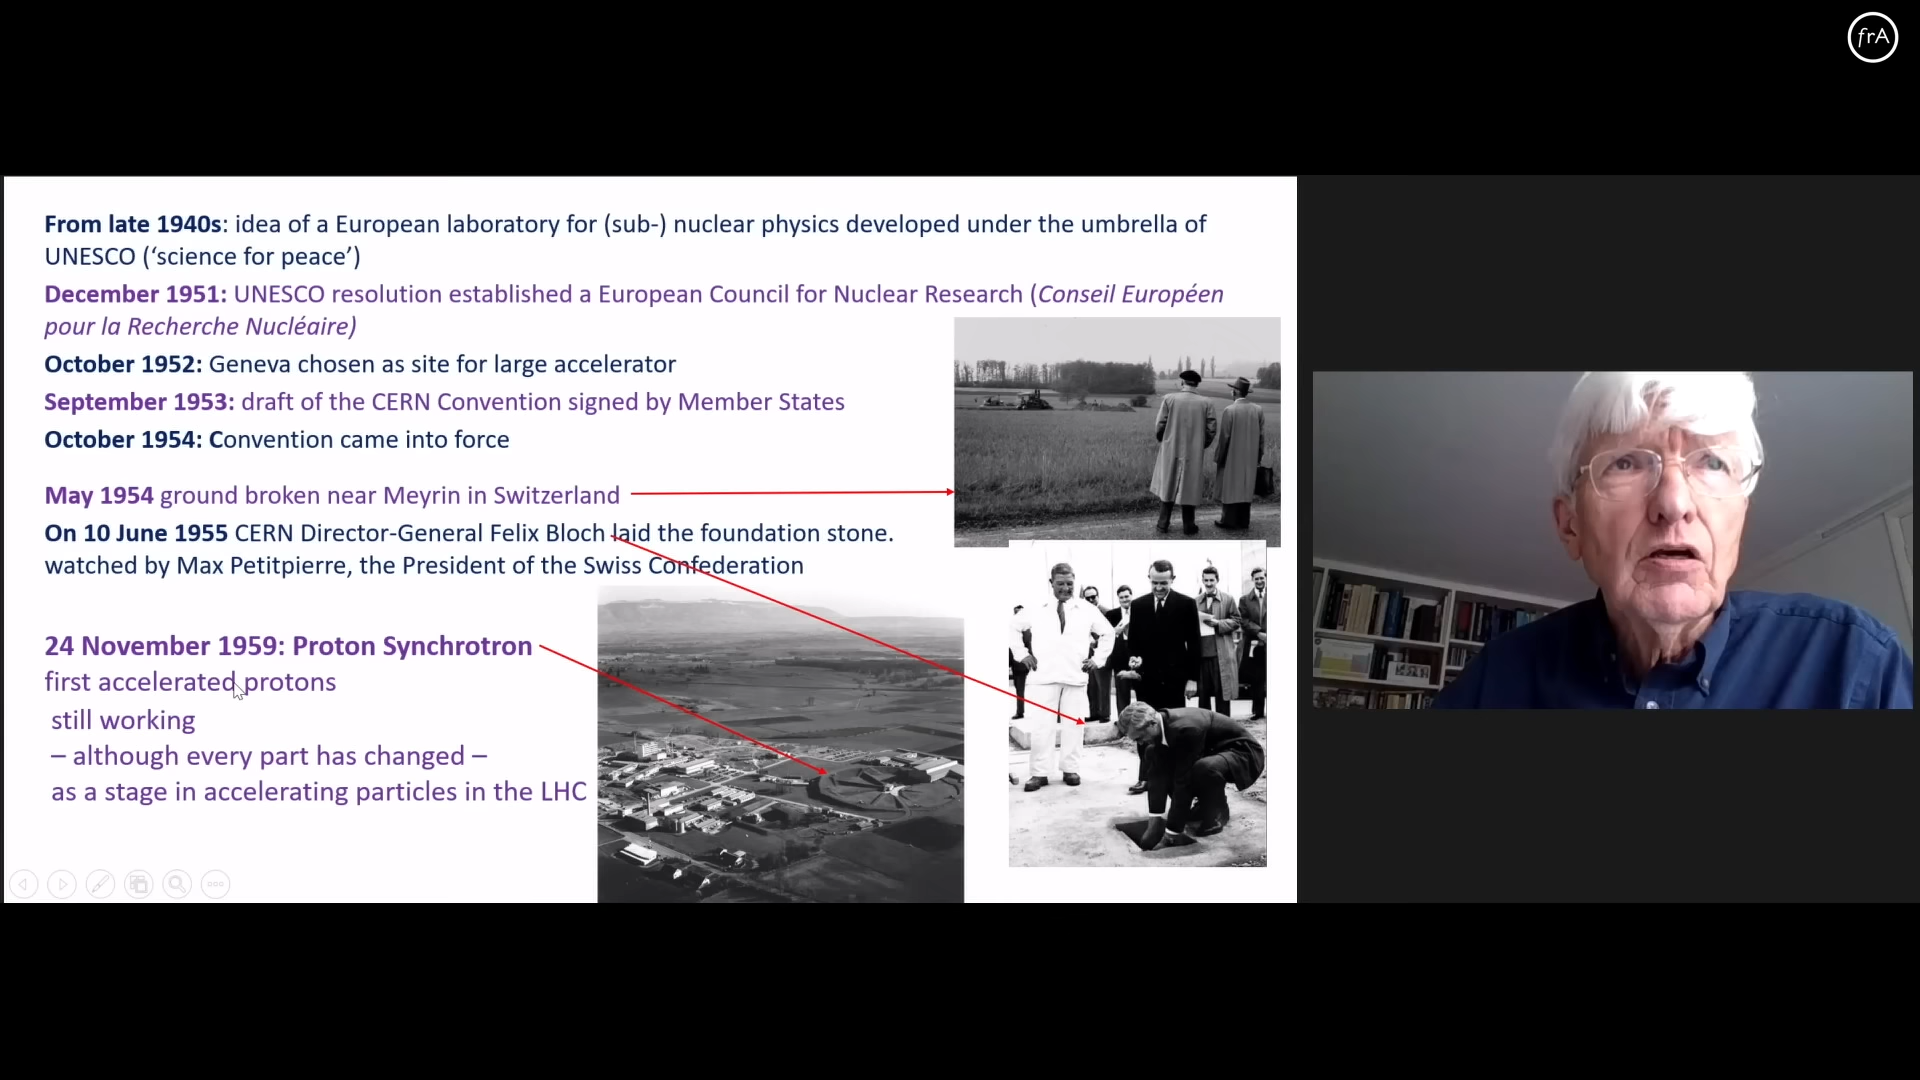 frA
From late 1940s: idea of a European laboratory for (sub-) nuclear physics developed under the umbrella of
UNESCO (‘science for peace’)
December 1951: UNESCO resolution established a European Council for Nuclear Research (Conseil Européen
pour la Recherche Nucléaire)
October 1952: Geneva chosen as site for large accelerator
September 1953: draft of the CERN Convention signed by Member States
October 1954: Convention came into force
May 1954 ground broken near Meyrin in Switzerland
On 10 June 1955 CERN Director-General Felix Bloch laid the foundation stone.
watched by Max Petitpierre, the President of the Swiss Confederation
24 November 1959: Proton Synchrotron
first accelerated protons
still working
– although every part has changed –
as a stage in accelerating particles in the LHC